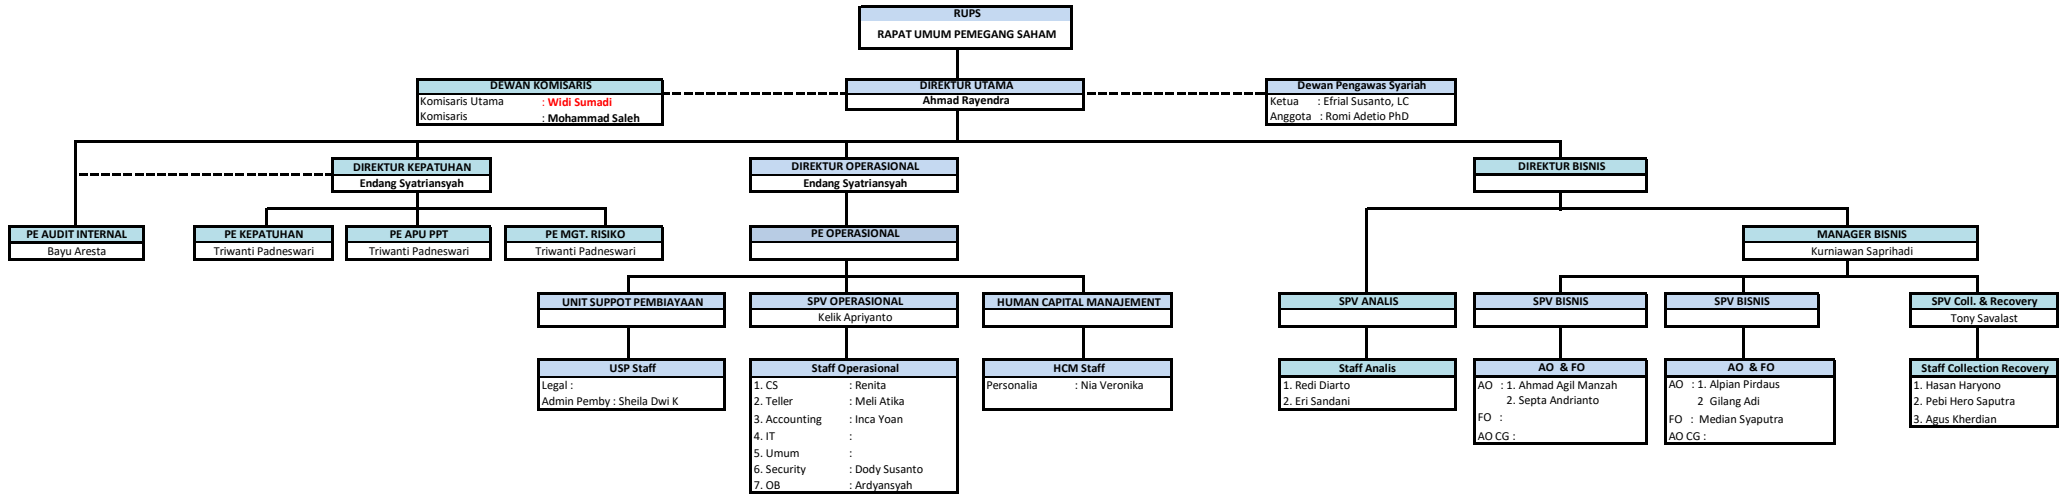 RUPS
RAPAT UMUM PEMEGANG SAHAM
DEWAN KOMISARIS
Komisaris Utama : Widi Sumadi
Komisaris : Mohammad Saleh
DIREKTUR UTAMA
Ahmad Rayendra
Dewan Pengawas Syariah
Ketua : Efrial Susanto, LC
Anggota : Romi Adetio PhD
DIREKTUR KEPATUHAN
Endang Syatriansyah
DIREKTUR OPERASIONAL
Endang Syatriansyah
DIREKTUR BISNIS
PE AUDIT INTERNAL
Bayu Aresta
PE KEPATUHAN
Triwanti Padneswari
PE APU PPT
Triwanti Padneswari
PE MGT. RISIKO
Triwanti Padneswari
PE OPERASIONAL
MANAGER BISNIS
Kurniawan Saprihadi
UNIT SUPPOT PEMBIAYAAN
SPV OPERASIONAL
Kelik Apriyanto
HUMAN CAPITAL MANAJEMENT
SPV ANALIS
SPV BISNIS
SPV BISNIS
SPV Coll. & Recovery
Tony Savalast
USP Staff
Legal :
Admin Pemby : Sheila Dwi K
Staff Operasional
1. CS : Renita
2. Teller : Meli Atika
3. Accounting : Inca Yoan
4. IT :
5. Umum :
6. Security : Dody Susanto
7. OB : Ardyansyah
HCM Staff
Personalia : Nia Veronika
Staff Analis
1. Redi Diarto
2. Eri Sandani
AO & FO
AO : 1. Ahmad Agil Manzah
2. Septa Andrianto
FO :
AO CG :
AO & FO
AO : 1. Alpian Pirdaus
2 Gilang Adi
FO : Median Syaputra
AO CG :
Staff Collection Recovery
1. Hasan Haryono
2. Pebi Hero Saputra
3. Agus Kherdian